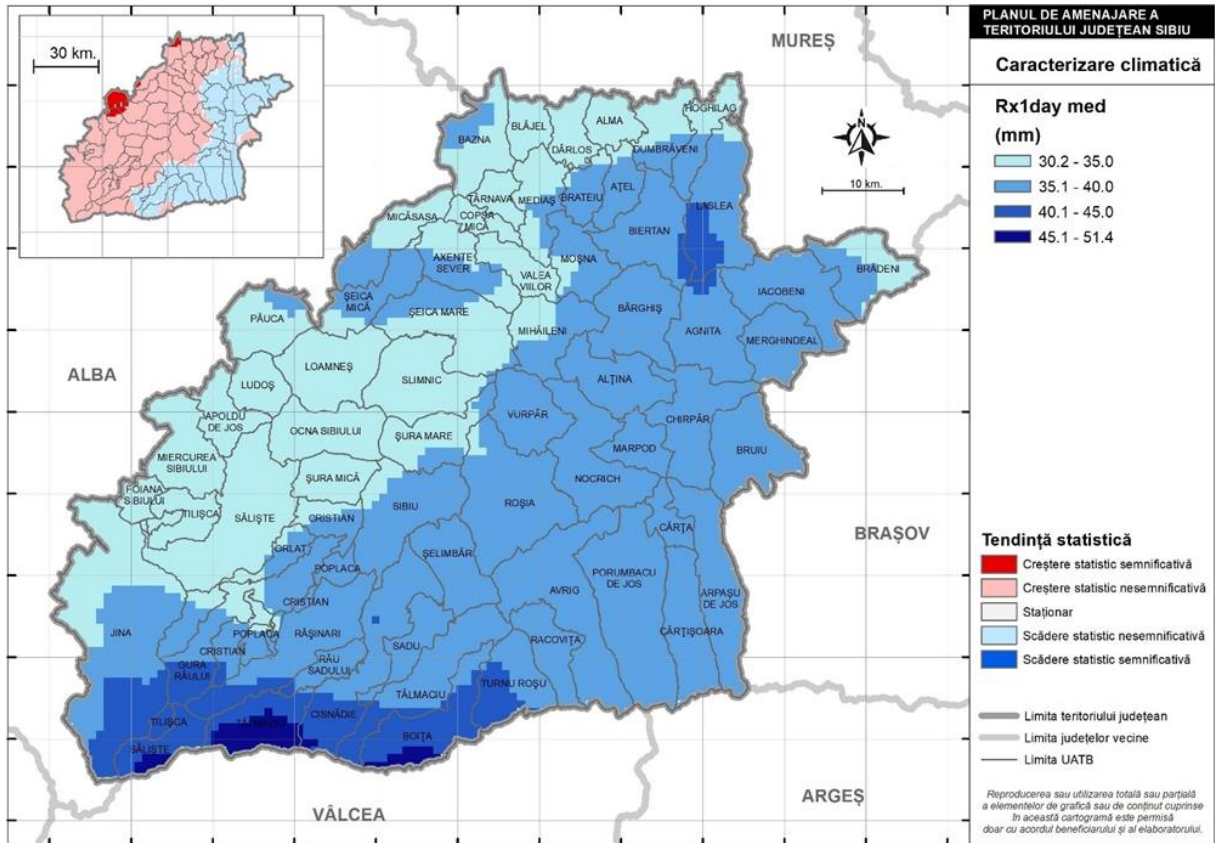 30 km.
PLANUL DE AMENAJARE A
TERITORIULUI JUDEȚEAN SIBIU
Caracterizare climatică
Rx1day med
(mm)
30.2 - 35.0
35.1 - 40.0
40.1 - 45.0
45.1 - 51.4
10 km.
MUREȘ
ALBA
BRAȘOV
VÂLCEA
ARGEȘ
HOGHILAG
ALMA
BLĂJEL
BAZNA
DÂRLOS
DUMBRĂVENI
AȚEL
TÂRNAVA
MEDIAȘ
BRATEIU
LASLEA
MICĂSASA
COPȘA
MICĂ
BIERTAN
AXENTE
SEVER
MOȘNA
BRĂDENI
VALEA
VIILOR
ȘEICA
MICĂ
IACOBENI
ȘEICA MARE
BÂRGHIȘ
PĂUCA
MIHĂILENI
AGNITA
MERGHINDEAL
LOAMNEȘ
LUDOȘ
SLIMNIC
ALȚINA
APOLDU
DE JOS
VURPĂR
CHIRPĂR
OCNA SIBIULUI
ȘURA MARE
MARPOD
BRUIU
MIERCUREA
SIBIULUI
NOCRICH
ȘURA MICĂ
POIANA
SIBIULUI
SIBIU
ROȘIA
TILIȘCA
SĂLIȘTE
CRISTIAN
CÂRȚA
ORLAT
ȘELIMBĂR
POPLACA
PORUMBACU
DE JOS
AVRIG
ARPAȘU
DE JOS
CRISTIAN
JINA
POPLACA
RĂȘINARI
CÂRȚIȘOARA
RACOVIȚA
CRISTIAN
SADU
GURA
RÂULUI
RÂU
SADULUI
TURNU ROȘU
TĂLMACIU
CISNĂDIE
TILIȘCA
TĂLMACIU
BOIȚA
SĂLIȘTE
Tendință statistică
Creștere statistic semnificativă
Creștere statistic nesemnificativă
Staționar
Scădere statistic nesemnificativă
Scădere statistic semnificativă
Limita teritoriului județean
Limita județelor vecine
Limita UATB
Reproducerea sau utilizarea totală sau parțială
a elementelor de grafică sau de conținut cuprinse
în această cartogramă este permisă
doar cu acordul beneficiarului și al elaboratorului.